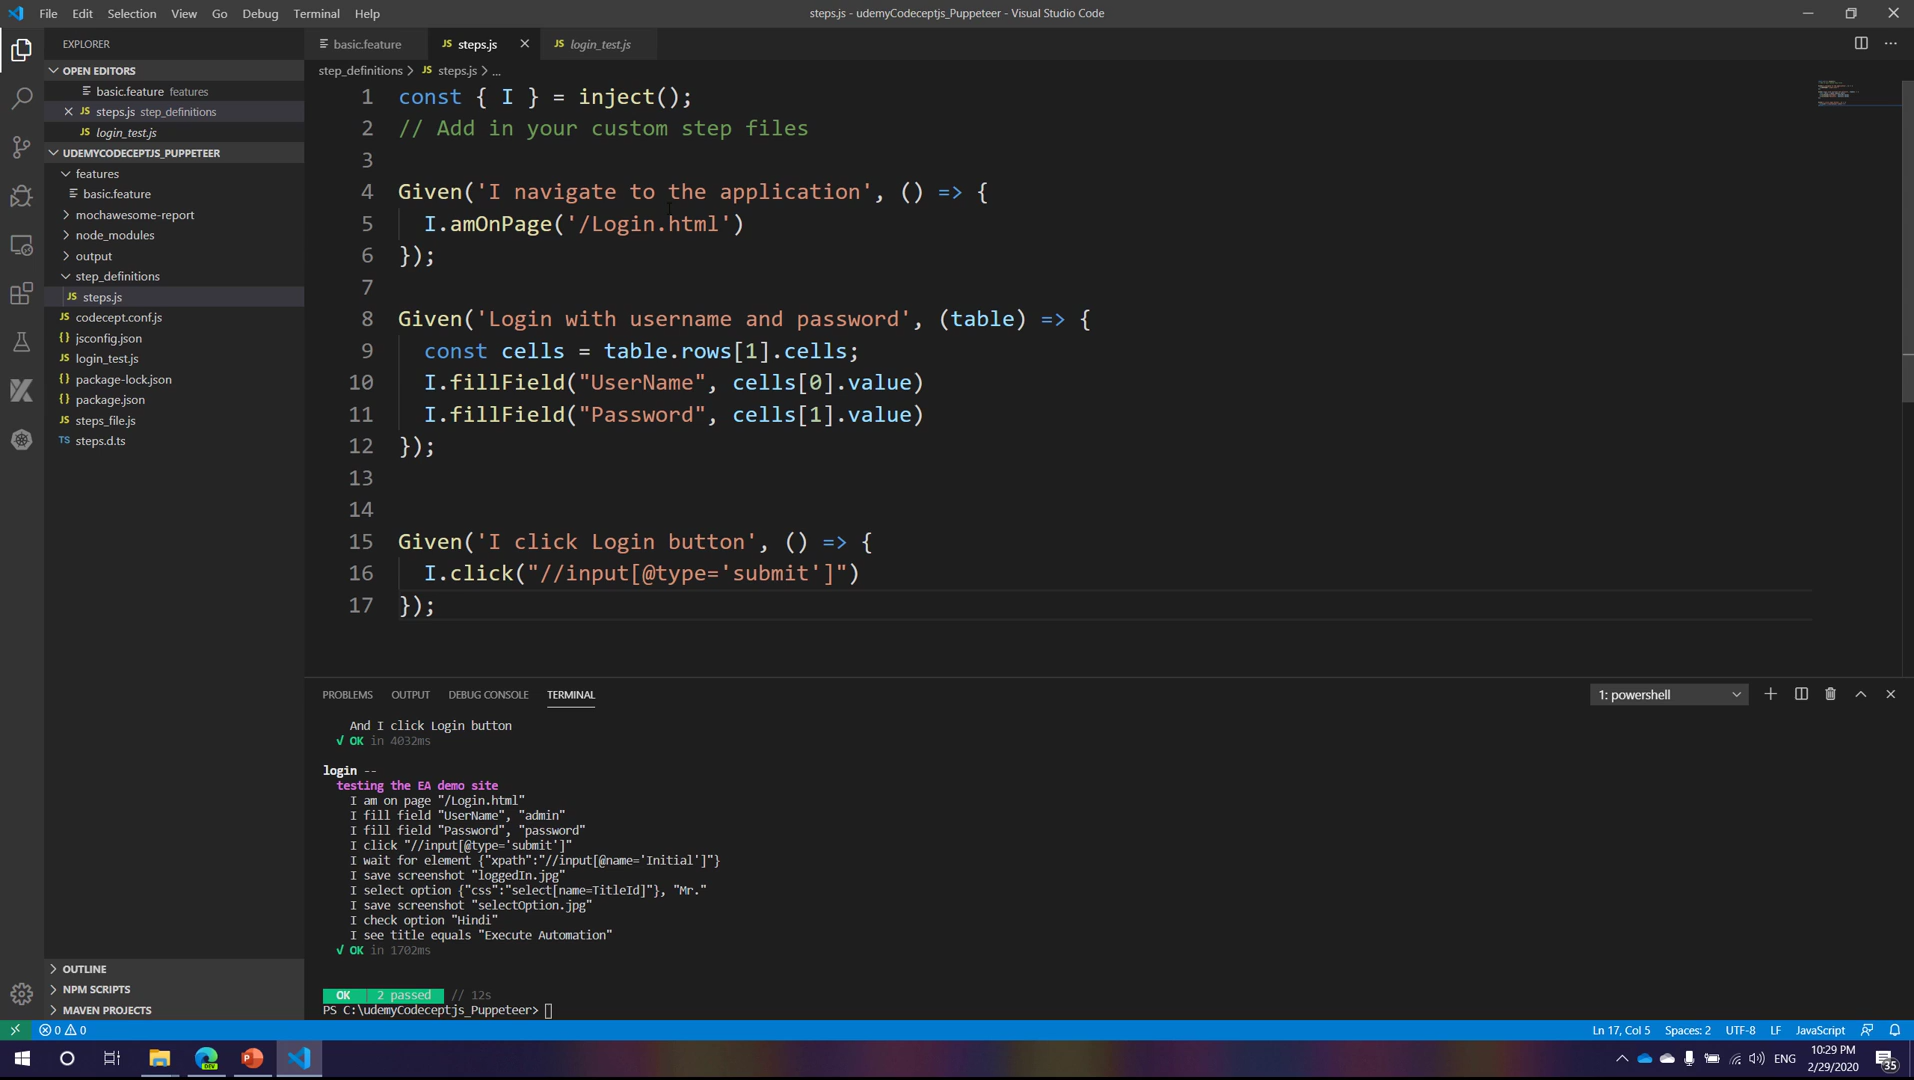 File Edit Selection View Go Debug Terminal Help
steps.js - udemyCodeceptjs_Puppeteer - Visual Studio Code
EXPLORER
OPEN EDITORS
basic.feature features
steps.js step_definitions
login_test.js
UDEMYCODECEPTJS_PUPPETEER
features
basic.feature
mochawesome-report
node_modules
output
step_definitions
JS steps.js
JS codecept.conf.js
{} jsconfig.json
JS login_test.js
{} package-lock.json
{} package.json
JS steps_file.js
TS steps.d.ts
OUTLINE
NPM SCRIPTS
MAVEN PROJECTS
basic.feature JS steps.js JS login_test.js
step_definitions > JS steps.js > ...
1 const { I } = inject();
2 // Add in your custom step files
3
4 Given('I navigate to the application', () => {
5 I.amOnPage('/Login.html')
6 });
7
8 Given('Login with username and password', (table) => {
9 const cells = table.rows[1].cells;
10 I.fillField("UserName", cells[0].value)
11 I.fillField("Password", cells[1].value)
12 });
13
14
15 Given('I click Login button', () => {
16 I.click("//input[@type='submit']")
17 });
PROBLEMS OUTPUT DEBUG CONSOLE TERMINAL
1: powershell
And I click Login button
√ OK in 4032ms
login --
testing the EA demo site
I am on page "/Login.html"
I fill field "UserName", "admin"
I fill field "Password", "password"
I click "//input[@type='submit']"
I wait for element {"xpath":"//input[@name='Initial']"}
I save screenshot "loggedIn.jpg"
I select option {"css":"select[name=TitleId]"}, "Mr."
I save screenshot "selectOption.jpg"
I check option "Hindi"
I see title equals "Execute Automation"
√ OK in 1702ms
OK | 2 passed // 12s
PS C:\udemyCodeceptjs_Puppeteer>
0 0
Ln 17, Col 5 Spaces: 2 UTF-8 LF JavaScript
DEV
ENG
10:29 PM
2/29/2020
35